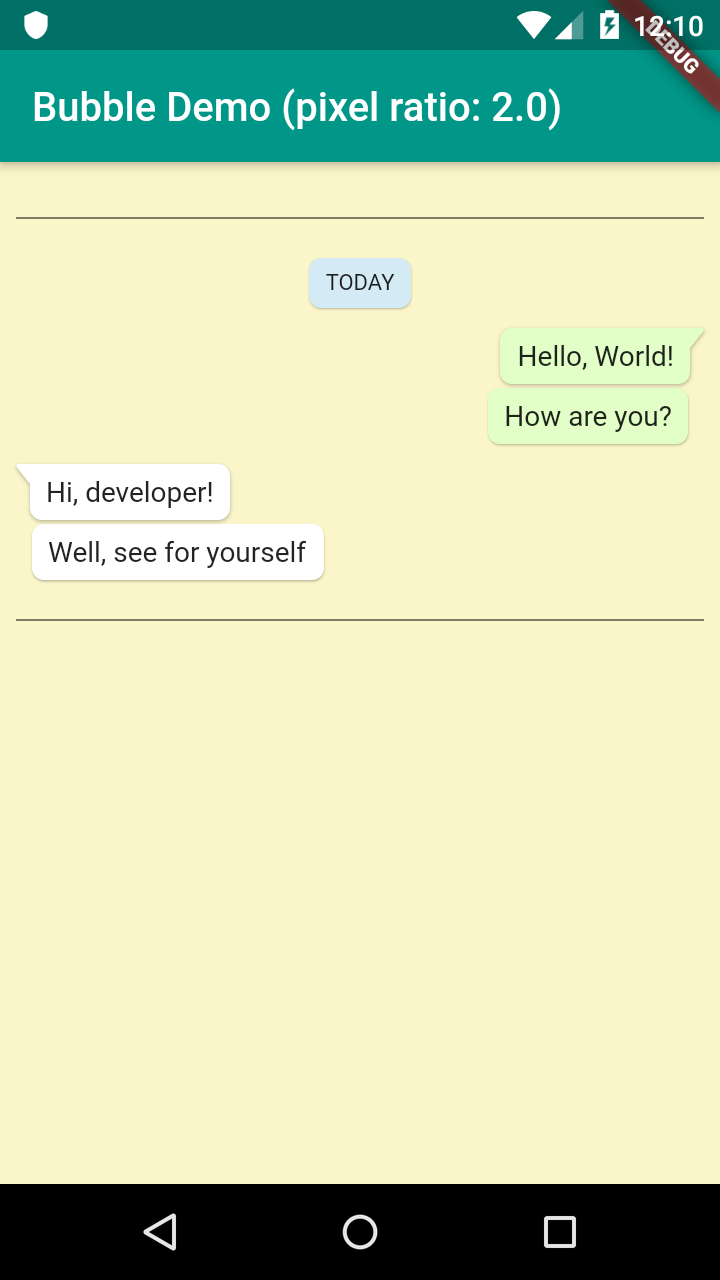 12:10
DEBUG
Bubble Demo (pixel ratio: 2.0)
TODAY
Hello, World!
How are you?
Hi, developer!
Well, see for yourself